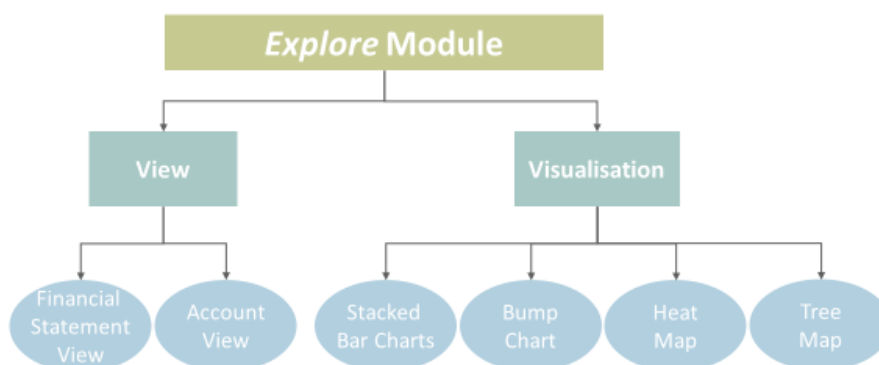 Explore Module
View
Visualisation
Financial
Statement
View
Account
View
Stacked
Bar Charts
Bump
Chart
Heat
Map
Tree
Map